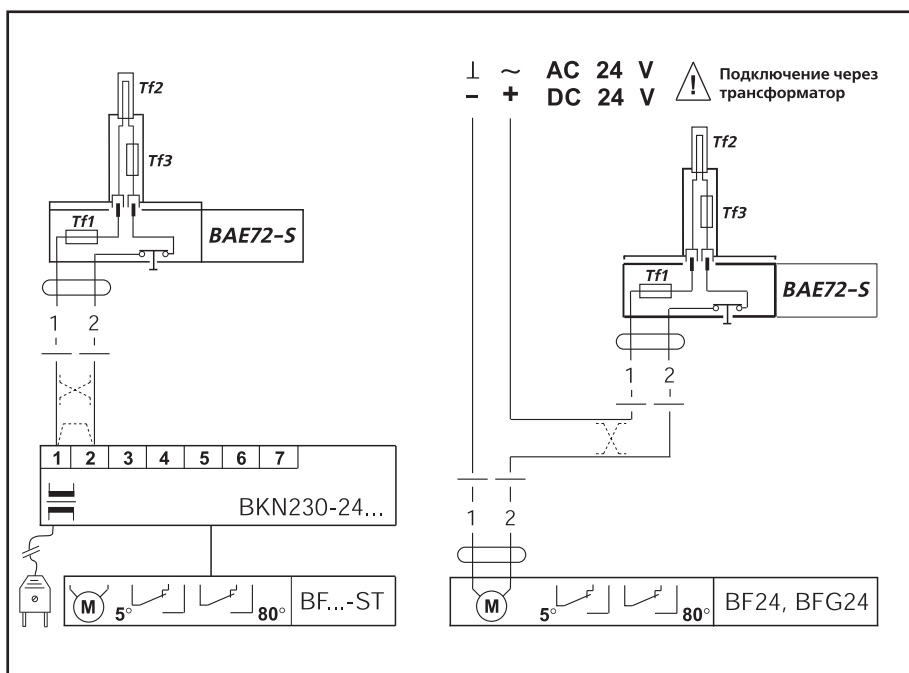 Tf2
Tf3
Tf1
BAE72-S
1 2
1 2 3 4 5 6 7
BKN230-24...
M 5° 80° BF...-ST
⊥ ~ AC 24 V
- + DC 24 V
! Подключение через
трансформатор
Tf2
Tf3
Tf1
BAE72-S
1 2
1 2
M 5° 80° BF24, BFG24